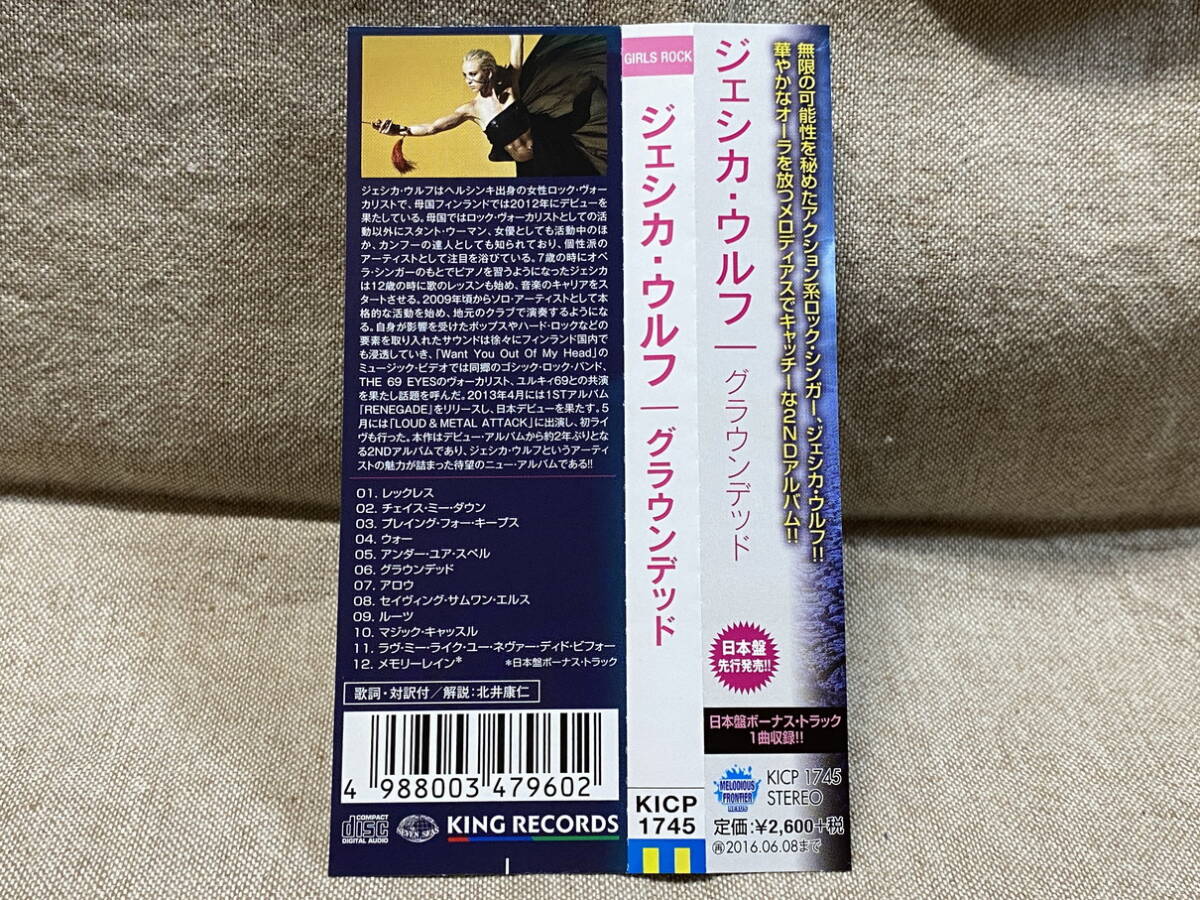 ジェシカ・ウルフはヘルシンキ出身の女性ロック・ヴォー
カリストで、母国フィンランドでは2012年にデビューを
果たしている。母国ではロック・ヴォーカリストとしての活
動以外にスタント・ウーマン、女優としても活動中のほ
か、カンフーの達人としても知られており、個性派の
アーティストとして注目を浴びている。7歳の時にオペ
ラ・シンガーのもとでピアノを習うようになったジェシカ
は12歳の時に歌のレッスンも始め、音楽のキャリアをス
タートさせる。2009年頃からソロ・アーティストとして本
格的な活動を始め、地元のクラブで演奏するようにな
る。自身が影響を受けたポップスやハード・ロックなどの
要素を取り入れたサウンドは徐々にフィンランド国内で
も浸透していき、「Want You Out Of My Head」の
ミュージック・ビデオでは同郷のゴシック・ロック・バンド、
THE 69 EYESのヴォーカリスト、ユルキィ69との共演
を果たし話題を呼んだ。2013年4月には1STアルバム
「RENEGADE」をリリースし、日本デビューを果たす。5
月には「LOUD & METAL ATTACK」に出演し、初ライ
ヴも行った。本作はデビュー・アルバムから約2年ぶりとな
る2NDアルバムであり、ジェシカ・ウルフというアーティ
ストの魅力が詰まった待望のニュー・アルバムである!!
01. レックレス
02. チェイス・ミー・ダウン
03. プレイング・フォー・キープス
04. ウォー
05. アンダー・ユア・スペル
06. グラウンデッド
07. アロウ
08. セイヴィング・サムワン・エルス
09. ルーツ
10. マジック・キャッスル
11. ラヴ・ミー・ライク・ユー・ネヴァー・ディド・ビフォー
12. メモリーレイン* *日本盤ボーナス・トラック
歌詞・対訳付/解説:北井康仁
4 988003 479602
COMPACT
disc
DIGITAL AUDIO
SEVEN SEAS
KING RECORDS
GIRLS ROCK
ジェシカ・ウルフ|グラウンデッド
KICP
1745
無限の可能性を秘めたアクション系ロック・シンガー、ジェシカ・ウルフ!!
華やかなオーラを放つメロディアスでキャッチーな2NDアルバム!!
ジェシカ・ウルフ|グラウンデッド
日本盤
先行発売!!
日本盤ボーナス・トラック
1曲収録!!
MELODIOUS
FRONTIER
NEXUS
KICP 1745
STEREO
定価:¥2,600+税
㊢2016.06.08まで